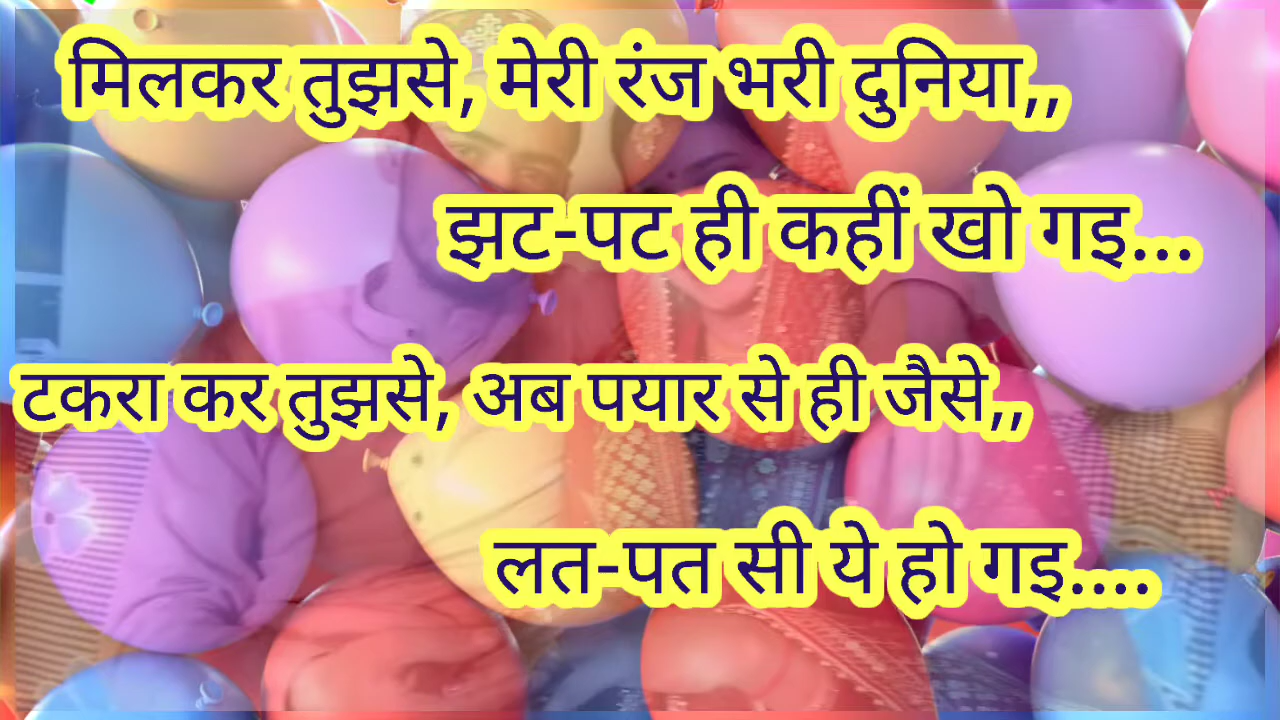 मिलकर तुझसे, मेरी रंज भरी दुनिया,,
झट-पट ही कहीं खो गइ...
टकरा कर तुझसे, अब पयार से ही जैसे,,
लत-पत सी ये हो गइ....